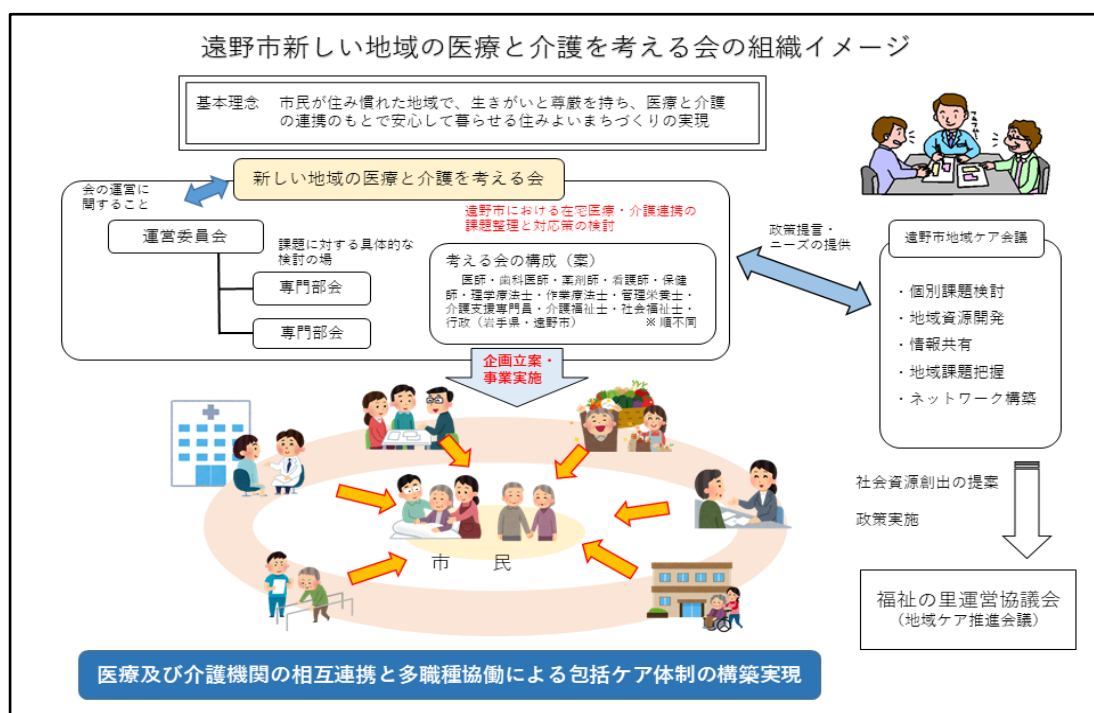 遠野市新しい地域の医療と介護を考える会の組織イメージ
基本理念　市民が住み慣れた地域で、生きがいと尊厳を持ち、医療と介護
の連携のもとで安心して暮らせる住みよいまちづくりの実現
新しい地域の医療と介護を考える会
会の運営に
関すること
運営委員会
課題に対する具体的な
検討の場
専門部会
専門部会
遠野市における在宅医療・介護連携の
課題整理と対応策の検討
考える会の構成（案）
医師・歯科医師・薬剤師・看護師・保健
師・理学療法士・作業療法士・管理栄養士・
介護支援専門員・介護福祉士・社会福祉士・
行政（岩手県・遠野市）　※ 順不同
政策提言・
ニーズの提供
遠野市地域ケア会議
・個別課題検討
・地域資源開発
・情報共有
・地域課題把握
・ネットワーク構築
企画立案・
事業実施
市　民
社会資源創出の提案
政策実施
福祉の里運営協議会
（地域ケア推進会議）
医療及び介護機関の相互連携と多職種協働による包括ケア体制の構築実現